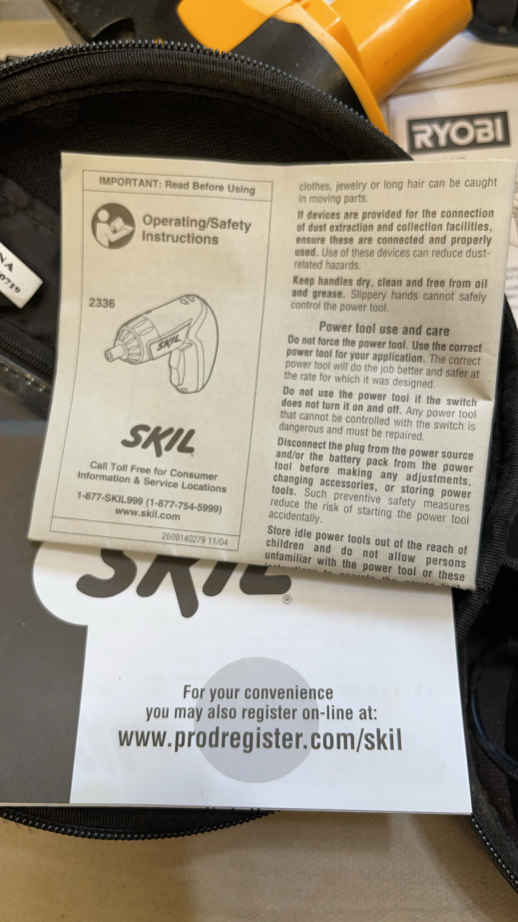 RYOBI
IMPORTANT: Read Before Using
Operating/Safety
Instructions
2336
SKIL
SKIL
Call Toll Free for Consumer
Information & Service Locations
1-877-SKIL999 (1-877-754-5999)
www.skil.com
2600140279 11/04
clothes, jewelry or long hair can be caught
in moving parts.
If devices are provided for the connection
of dust extraction and collection facilities,
ensure these are connected and properly
used. Use of these devices can reduce dust-
related hazards.
Keep handles dry, clean and free from oil
and grease. Slippery hands cannot safely
control the power tool.
Power tool use and care
Do not force the power tool. Use the correct
power tool for your application. The correct
power tool will do the job better and safer at
the rate for which it was designed.
Do not use the power tool if the switch
does not turn it on and off. Any power tool
that cannot be controlled with the switch is
dangerous and must be repaired.
Disconnect the plug from the power source
and/or the battery pack from the power
tool before making any adjustments,
changing accessories, or storing power
tools. Such preventive safety measures
reduce the risk of starting the power tool
accidentally.
Store idle power tools out of the reach of
children and do not allow persons
unfamiliar with the power tool or these
SKIL®
For your convenience
you may also register on-line at:
www.prodregister.com/skil